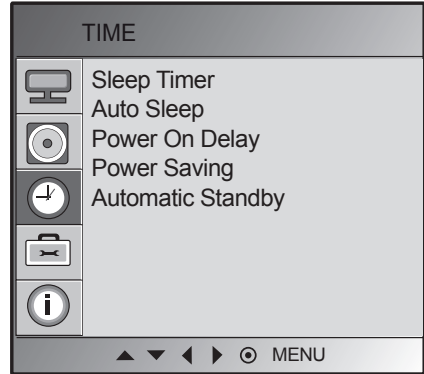 TIME
Sleep Timer
Auto Sleep
Power On Delay
Power Saving
Automatic Standby
i
▲ ▼ ◀ ▶ ⊙ MENU